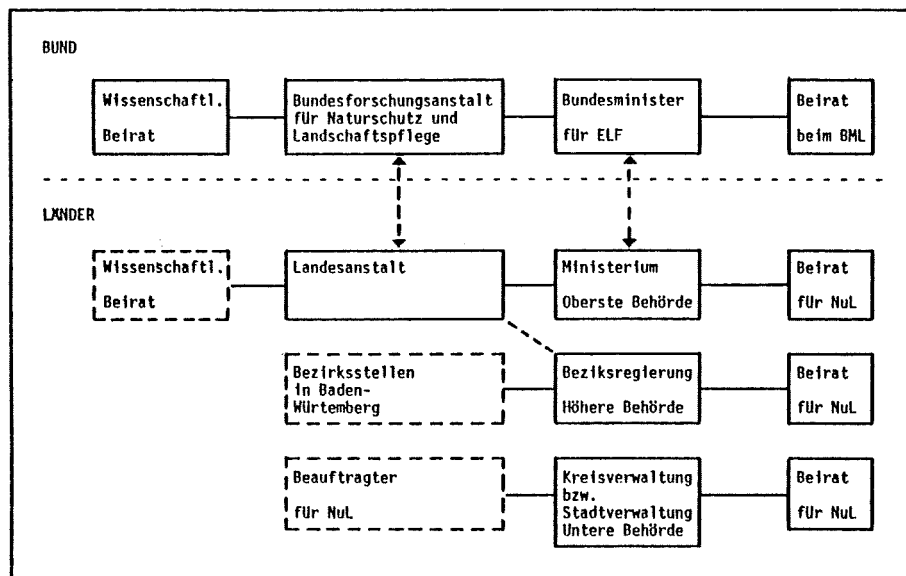 BUND
Wissenschaftl.
Beirat
Bundesforschungsanstalt
für Naturschutz und
Landschaftspflege
Bundesminister
für ELF
Beirat
beim BML
LÄNDER
Wissenschaftl.
Beirat
Landesanstalt
Ministerium
Oberste Behörde
Beirat
für NuL
Bezirksstellen
in Baden-
Würtemberg
Beziksregierung
Höhere Behörde
Beirat
für NuL
Beauftragter
für NuL
Kreisverwaltung
bzw.
Stadtverwaltung
Untere Behörde
Beirat
für NuL